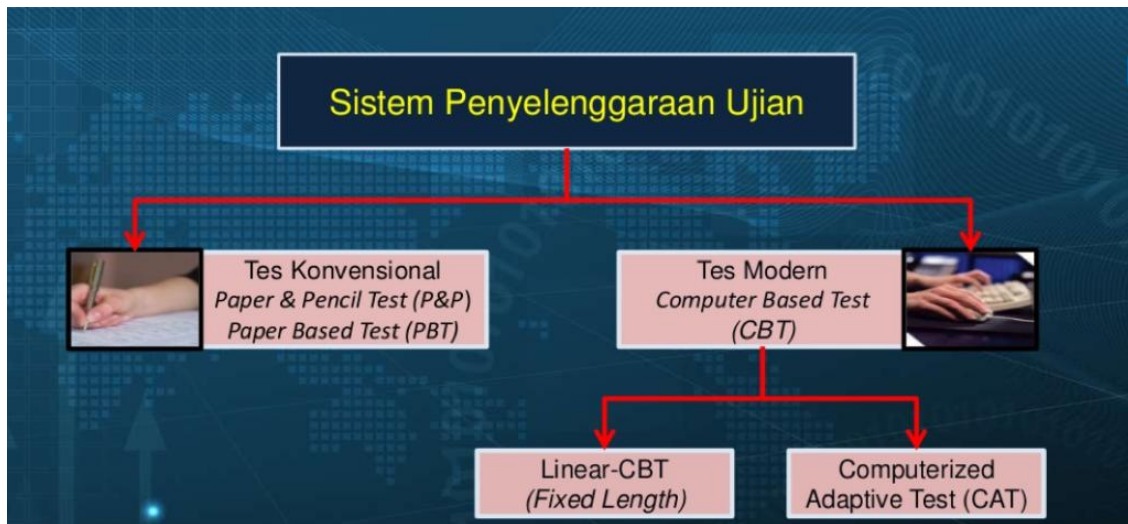 Sistem Penyelenggaraan Ujian
Tes Konvensional
Paper & Pencil Test (P&P)
Paper Based Test (PBT)
Tes Modern
Computer Based Test
(CBT)
Linear-CBT
(Fixed Length)
Computerized
Adaptive Test (CAT)